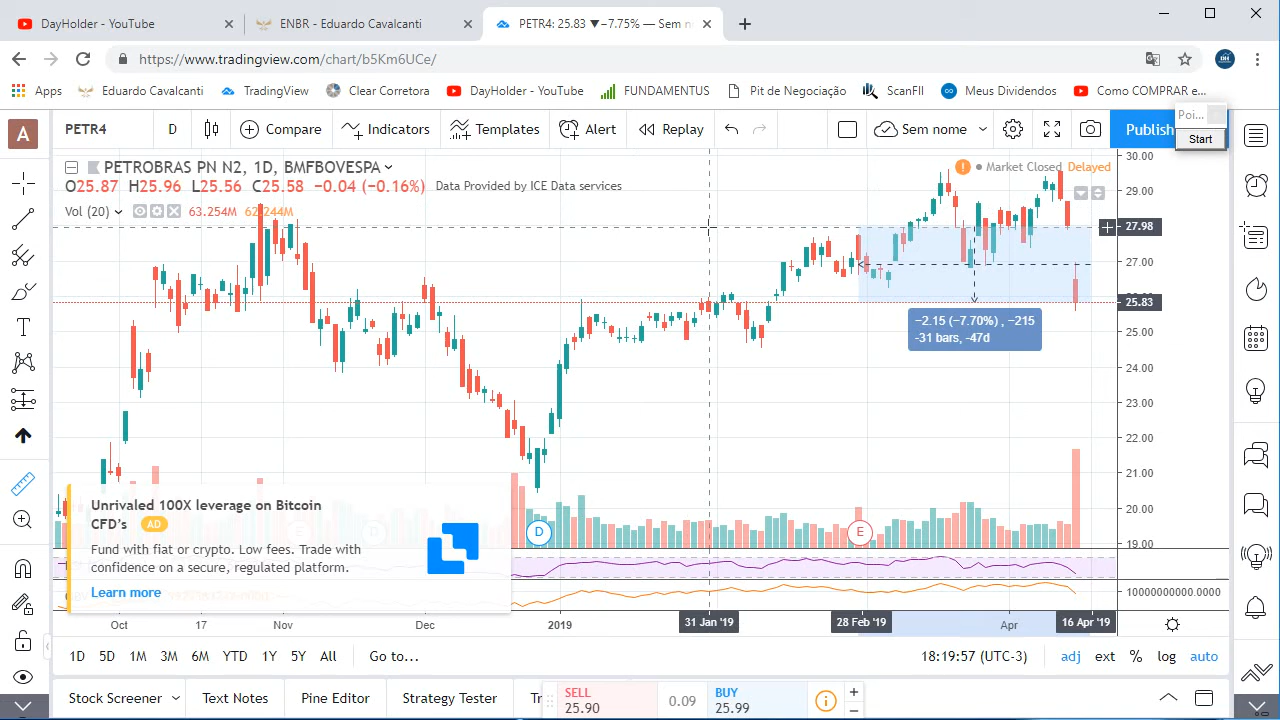 DayHolder - YouTube
ENBR - Eduardo Cavalcanti
PETR4: 25.83 ▼−7.75% — Sem n
https://www.tradingview.com/chart/b5Km6UCe/
Apps
Eduardo Cavalcanti
TradingView
Clear Corretora
DayHolder - YouTube
FUNDAMENTUS
Pit de Negociação
ScanFII
Meus Dividendos
Como COMPRAR e...
Poi...
Start
A
PETR4
D
Compare
Indicators
Templates
Alert
Replay
Sem nome
Publish
PETROBRAS PN N2, 1D, BMFBOVESPA
Market Closed
Delayed
O25.87 H25.96 L25.56 C25.58 −0.04 (−0.16%)
Data Provided by ICE Data services
Vol (20)
63.254M
62.244M
30.00
29.00
27.98
27.00
25.83
25.00
24.00
23.00
22.00
21.00
20.00
19.00
−2.15 (−7.70%) , −215
-31 bars, -47d
Unrivaled 100X leverage on Bitcoin
CFD's AD
Fund with fiat or crypto. Low fees. Trade with
confidence on a secure, regulated platform.
Learn more
D
E
10000000000.0000
Oct
17
Nov
Dec
2019
31 Jan '19
28 Feb '19
Apr
16 Apr '19
1D 5D 1M 3M 6M YTD 1Y 5Y All
Go to...
18:19:57 (UTC-3)
adj ext % log auto
Stock Screener
Text Notes
Pine Editor
Strategy Tester
SELL
25.90
0.09
BUY
25.99